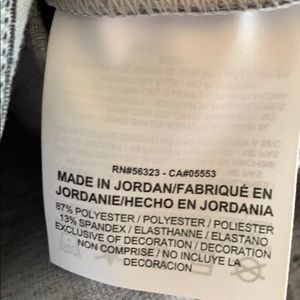 RN#56323 - CA#05553
MADE IN JORDAN/FABRIQUÉ EN
JORDANIE/HECHO EN JORDANIA
87% POLYESTER / POLYESTER / POLIESTER
13% SPANDEX / ELASTHANNE / ELASTANO
EXCLUSIVE OF DECORATION / DECORATION
NON COMPRISE / NO INCLUYE LA
DECORACION